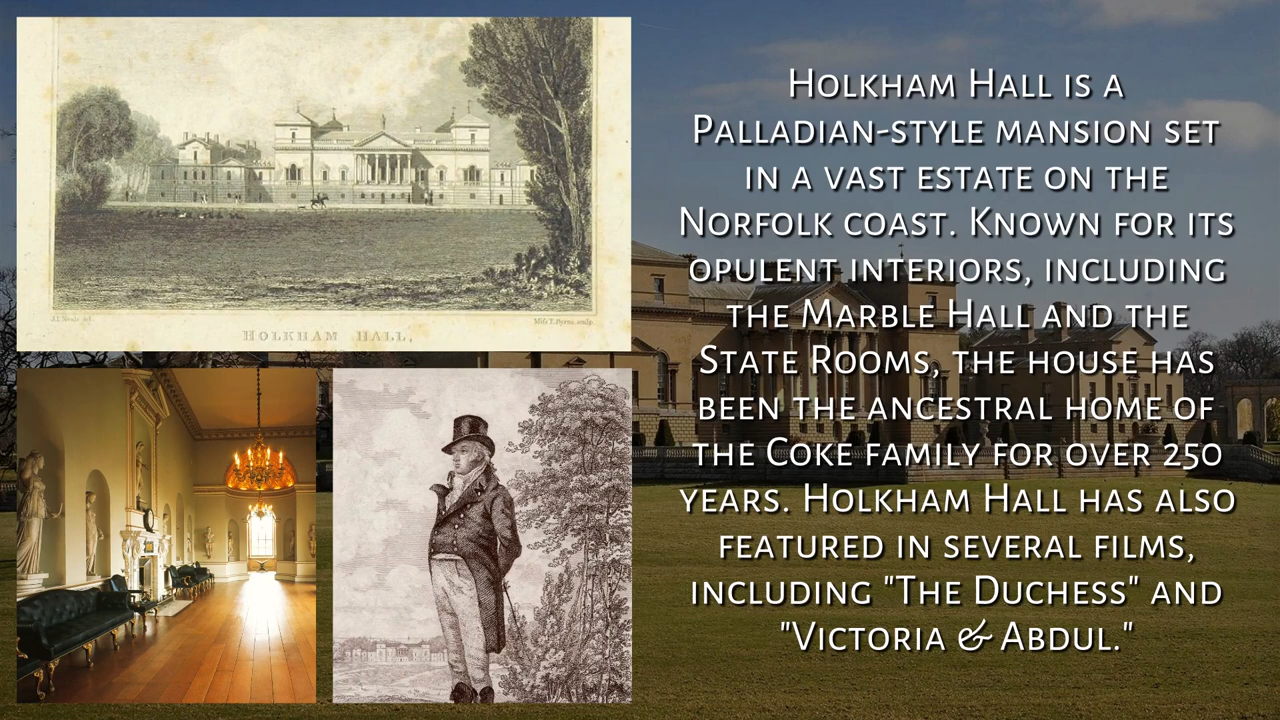 HOLKHAM HALL,
HOLKHAM HALL IS A
PALLADIAN-STYLE MANSION SET
IN A VAST ESTATE ON THE
NORFOLK COAST. KNOWN FOR ITS
OPULENT INTERIORS, INCLUDING
THE MARBLE HALL AND THE
STATE ROOMS, THE HOUSE HAS
BEEN THE ANCESTRAL HOME OF
THE COKE FAMILY FOR OVER 250
YEARS. HOLKHAM HALL HAS ALSO
FEATURED IN SEVERAL FILMS,
INCLUDING "THE DUCHESS" AND
"VICTORIA & ABDUL."